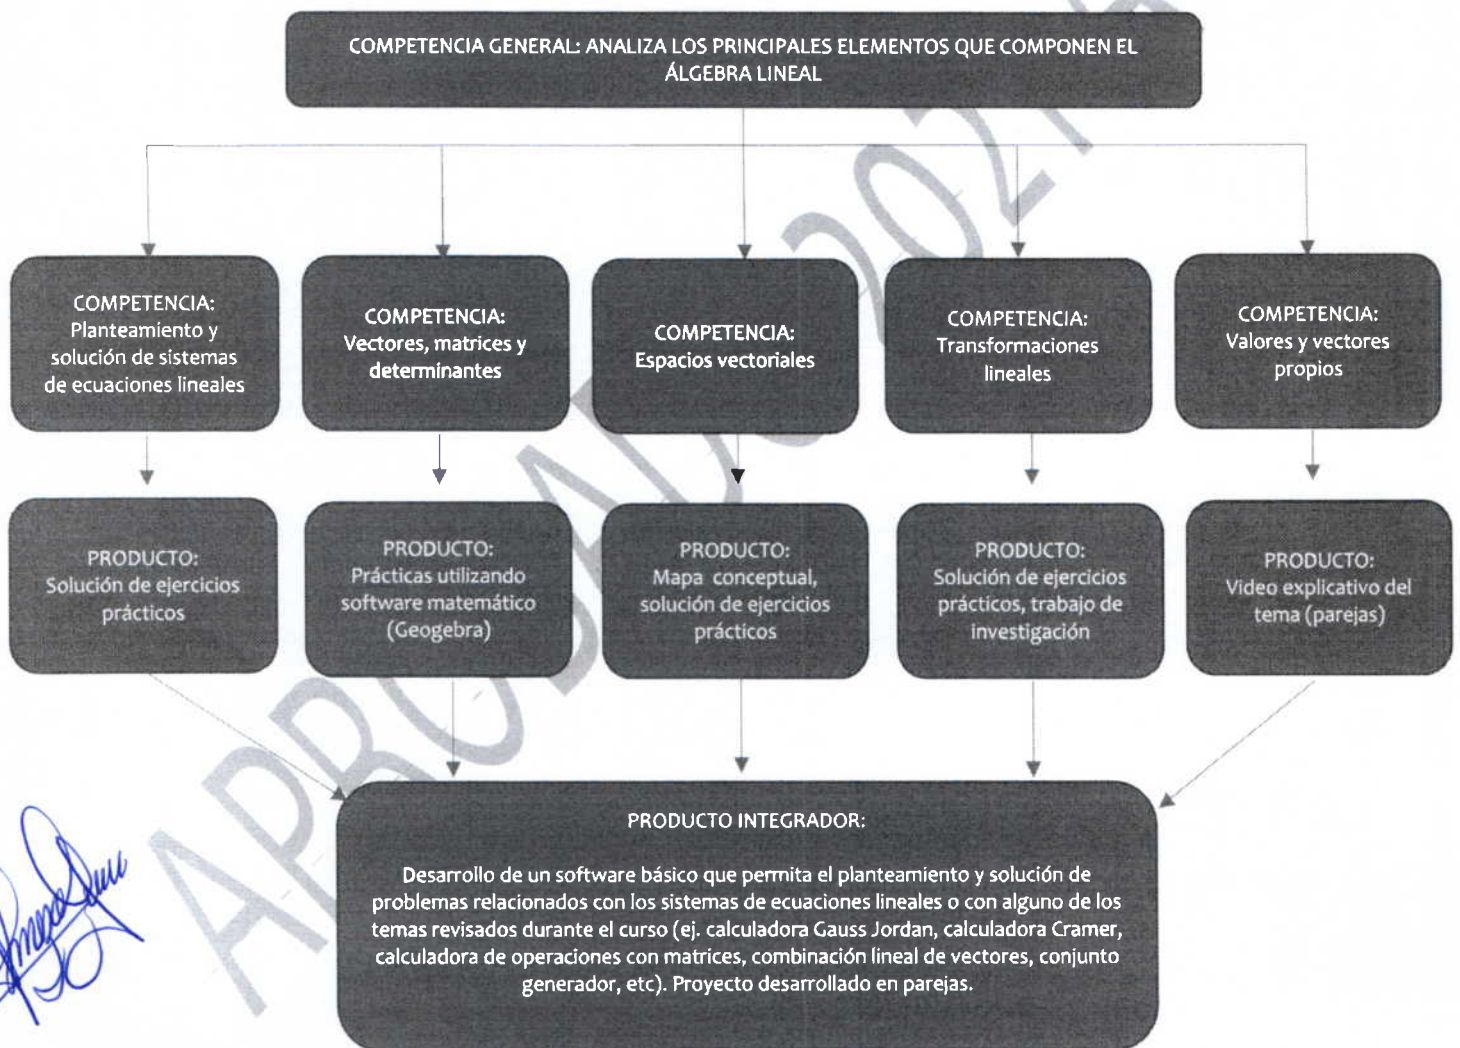 COMPETENCIA GENERAL: ANALIZA LOS PRINCIPALES ELEMENTOS QUE COMPONEN EL
ÁLGEBRA LINEAL
COMPETENCIA:
Planteamiento y
solución de sistemas
de ecuaciones lineales
COMPETENCIA:
Vectores, matrices y
determinantes
COMPETENCIA:
Espacios vectoriales
COMPETENCIA:
Transformaciones
lineales
COMPETENCIA:
Valores y vectores
propios
PRODUCTO:
Solución de ejercicios
prácticos
PRODUCTO:
Prácticas utilizando
software matemático
(Geogebra)
PRODUCTO:
Mapa conceptual,
solución de ejercicios
prácticos
PRODUCTO:
Solución de ejercicios
prácticos, trabajo de
investigación
PRODUCTO:
Video explicativo del
tema (parejas)
PRODUCTO INTEGRADOR:
Desarrollo de un software básico que permita el planteamiento y solución de
problemas relacionados con los sistemas de ecuaciones lineales o con alguno de los
temas revisados durante el curso (ej. calculadora Gauss Jordan, calculadora Cramer,
calculadora de operaciones con matrices, combinación lineal de vectores, conjunto
generador, etc). Proyecto desarrollado en parejas.